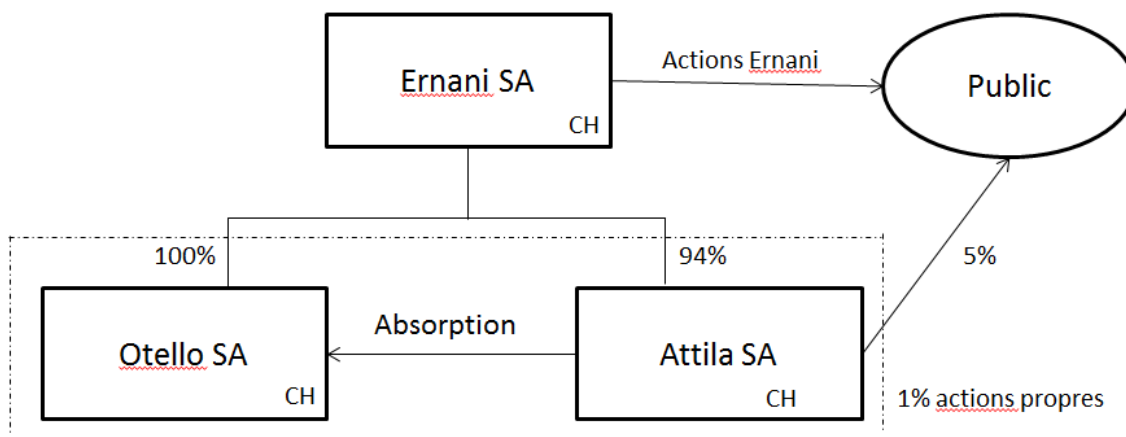 Ernani SA
CH
Actions Ernani
Public
100%
94%
5%
Otello SA
CH
Absorption
Attila SA
CH
1% actions propres